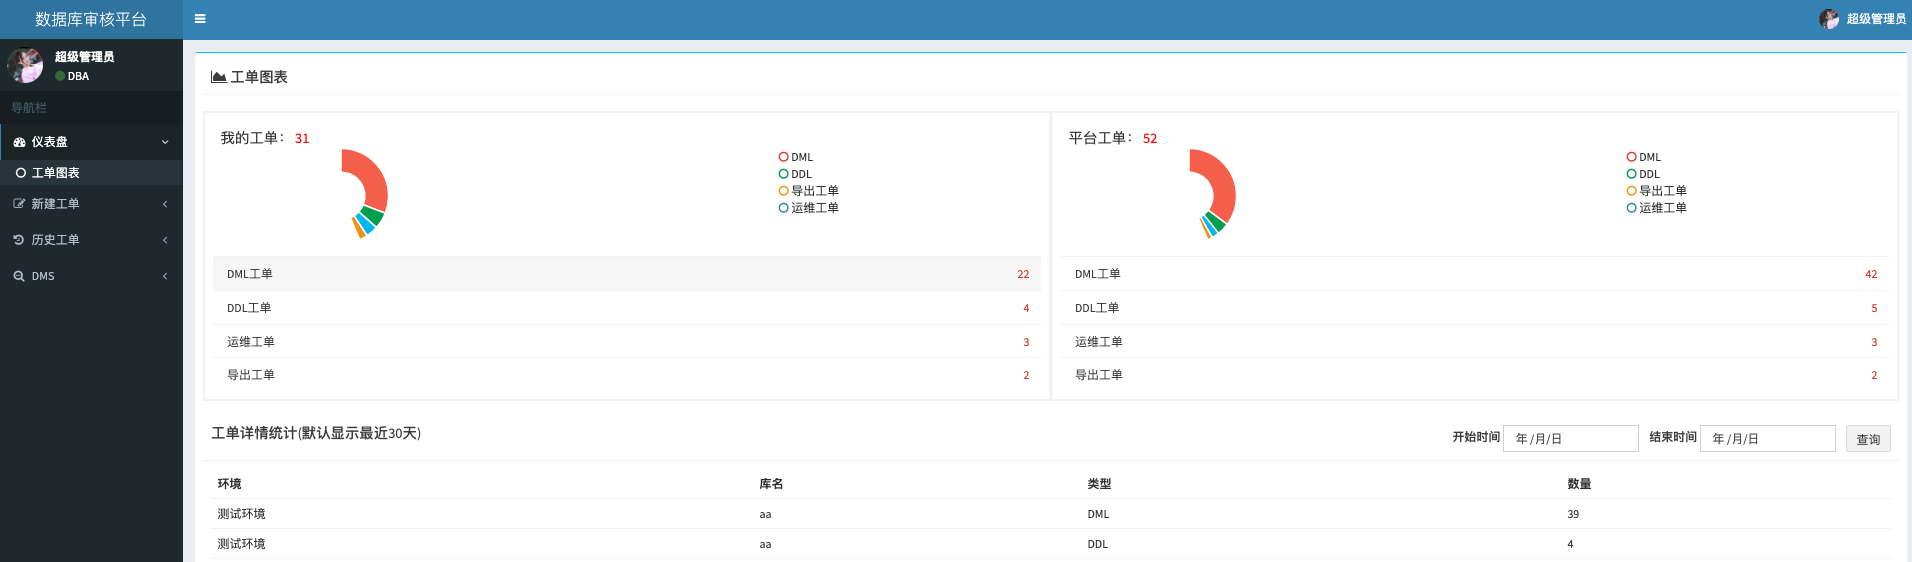 数据库审核平台
超级管理员
超级管理员
DBA
导航栏
仪表盘
工单图表
新建工单
历史工单
DMS
工单图表
我的工单： 31
DML
DDL
导出工单
运维工单
DML工单 22
DDL工单 4
运维工单 3
导出工单 2
平台工单： 52
DML
DDL
导出工单
运维工单
DML工单 42
DDL工单 5
运维工单 3
导出工单 2
工单详情统计(默认显示最近30天)
开始时间 年 /月/日 结束时间 年 /月/日 查询
环境 库名 类型 数量
测试环境 aa DML 39
测试环境 aa DDL 4